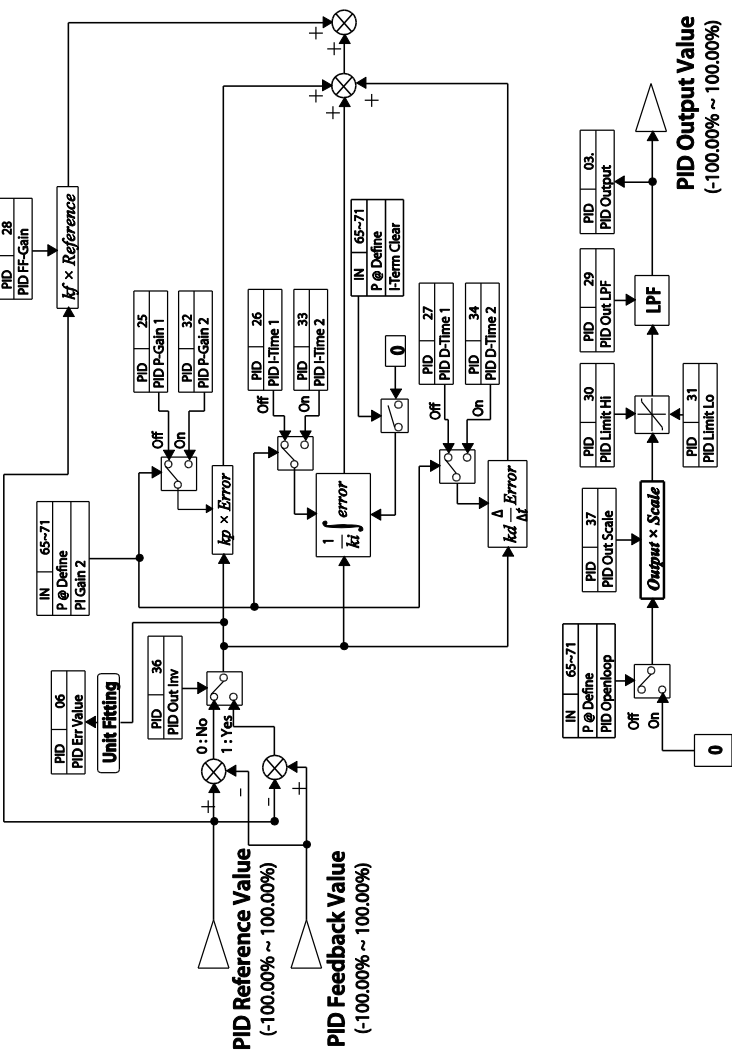 PID 28
PID FF-Gain
kf × Reference
+
+
+
+
+
IN 65~71
P @ Define
PI Gain 2
PID 25
PID P-Gain 1
PID 32
PID P-Gain 2
Off
On
kp × Error
PID 26
PID I-Time 1
PID 33
PID I-Time 2
Off
On
1/ki ∫ error
IN 65~71
P @ Define
I-Term Clear
0
PID 27
PID D-Time 1
PID 34
PID D-Time 2
Off
On
kd Δ/Δt Error
PID 06
PID Err Value
Unit Fitting
PID 36
PID Out Inv
0 : No
1 : Yes
+
-
-
+
PID Reference Value
(-100.00% ~ 100.00%)
PID Feedback Value
(-100.00% ~ 100.00%)
IN 65~71
P @ Define
PID Openloop
Off
On
0
PID 37
PID Out Scale
Output × Scale
PID 30
PID Limit Hi
PID 31
PID Limit Lo
PID 29
PID Out LPF
LPF
PID 03.
PID Output
PID Output Value
(-100.00% ~ 100.00%)